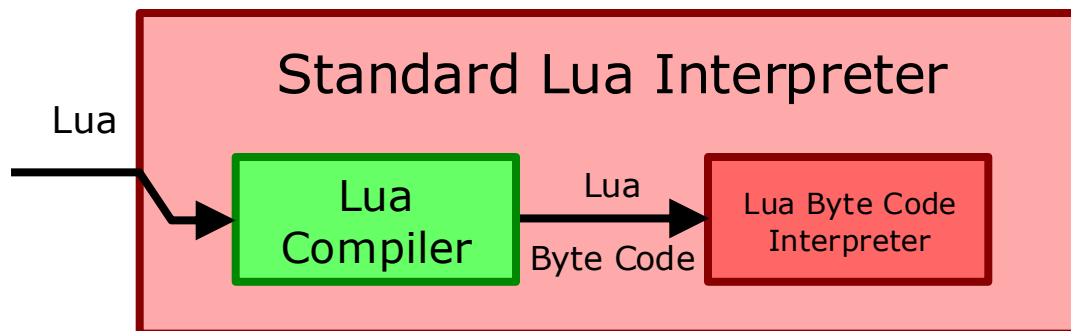 Standard Lua Interpreter
Lua
Lua
Compiler
Lua
Byte Code
Lua Byte Code
Interpreter